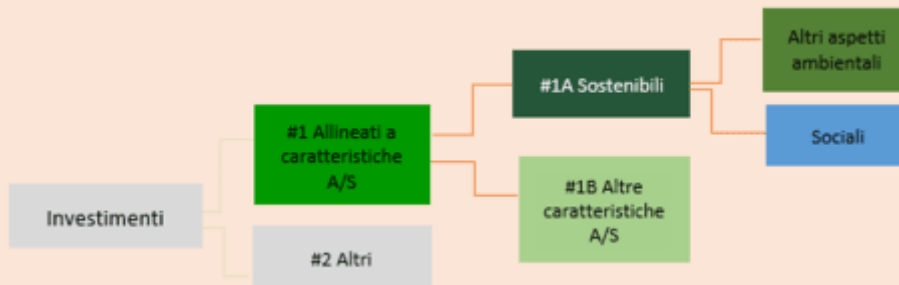 Investimenti
#1 Allineati a
caratteristiche
A/S
#2 Altri
#1A Sostenibili
#1B Altre
caratteristiche
A/S
Altri aspetti
ambientali
Sociali